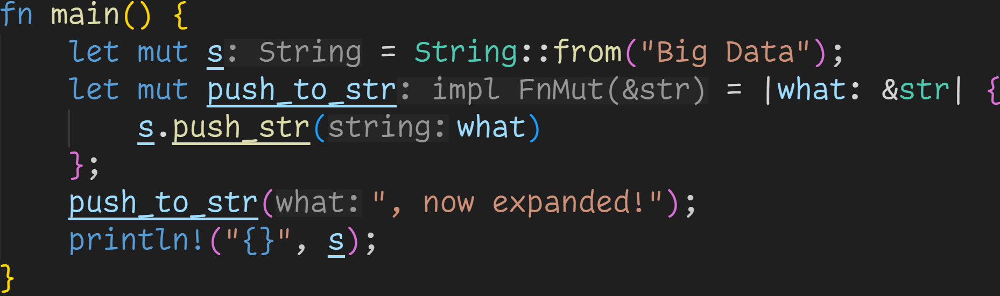 fn main() {
    let mut s: String = String::from("Big Data");
    let mut push_to_str: impl FnMut(&str) = |what: &str| {
        s.push_str(string: what)
    };
    push_to_str(what: ", now expanded!");
    println!("{}", s);
}